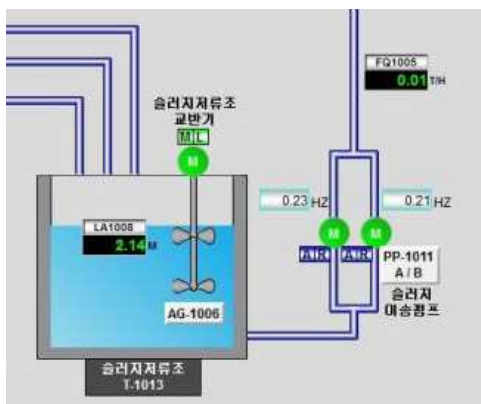 FQ1005
0.01 T/H
슬러지저류조
교반기
M L
M
0.23 HZ
0.21 HZ
LA1008
2.14 M
M
M
A R
A R
PP-1011
A / B
슬러지
이송펌프
AG-1006
슬러지저류조
T-1013